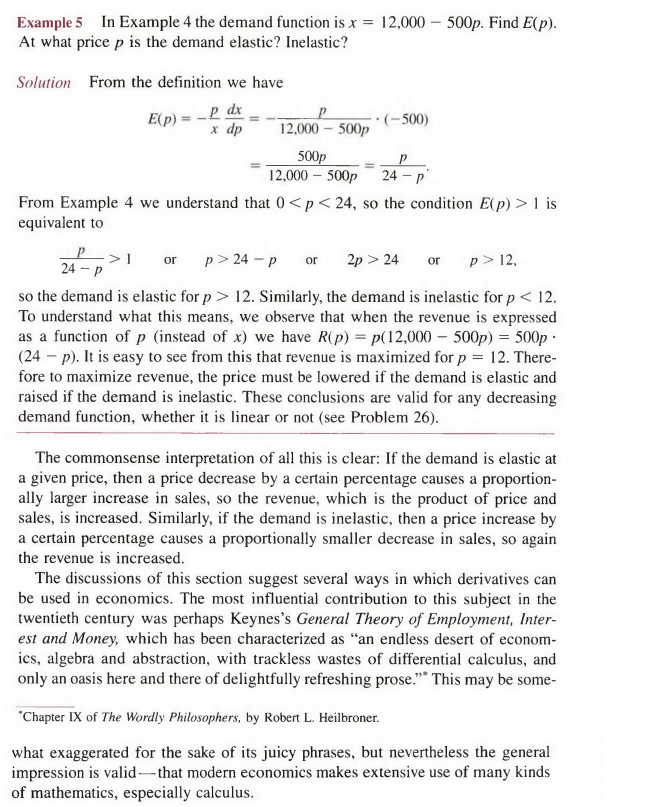 Example 5 In Example 4 the demand function is x = 12,000 − 500p. Find E(p).
At what price p is the demand elastic? Inelastic?
Solution From the definition we have
E(p) = −p/x dx/dp = −p/(12,000 − 500p) · (−500)
= 500p/(12,000 − 500p) = p/(24 − p).
From Example 4 we understand that 0 < p < 24, so the condition E(p) > 1 is
equivalent to
p/(24 − p) > 1 or p > 24 − p or 2p > 24 or p > 12,
so the demand is elastic for p > 12. Similarly, the demand is inelastic for p < 12.
To understand what this means, we observe that when the revenue is expressed
as a function of p (instead of x) we have R(p) = p(12,000 − 500p) = 500p ·
(24 − p). It is easy to see from this that revenue is maximized for p = 12. There-
fore to maximize revenue, the price must be lowered if the demand is elastic and
raised if the demand is inelastic. These conclusions are valid for any decreasing
demand function, whether it is linear or not (see Problem 26).
The commonsense interpretation of all this is clear: If the demand is elastic at
a given price, then a price decrease by a certain percentage causes a proportion-
ally larger increase in sales, so the revenue, which is the product of price and
sales, is increased. Similarly, if the demand is inelastic, then a price increase by
a certain percentage causes a proportionally smaller decrease in sales, so again
the revenue is increased.
The discussions of this section suggest several ways in which derivatives can
be used in economics. The most influential contribution to this subject in the
twentieth century was perhaps Keynes's General Theory of Employment, Inter-
est and Money, which has been characterized as "an endless desert of econom-
ics, algebra and abstraction, with trackless wastes of differential calculus, and
only an oasis here and there of delightfully refreshing prose."* This may be some-
*Chapter IX of The Wordly Philosophers, by Robert L. Heilbroner.
what exaggerated for the sake of its juicy phrases, but nevertheless the general
impression is valid—that modern economics makes extensive use of many kinds
of mathematics, especially calculus.